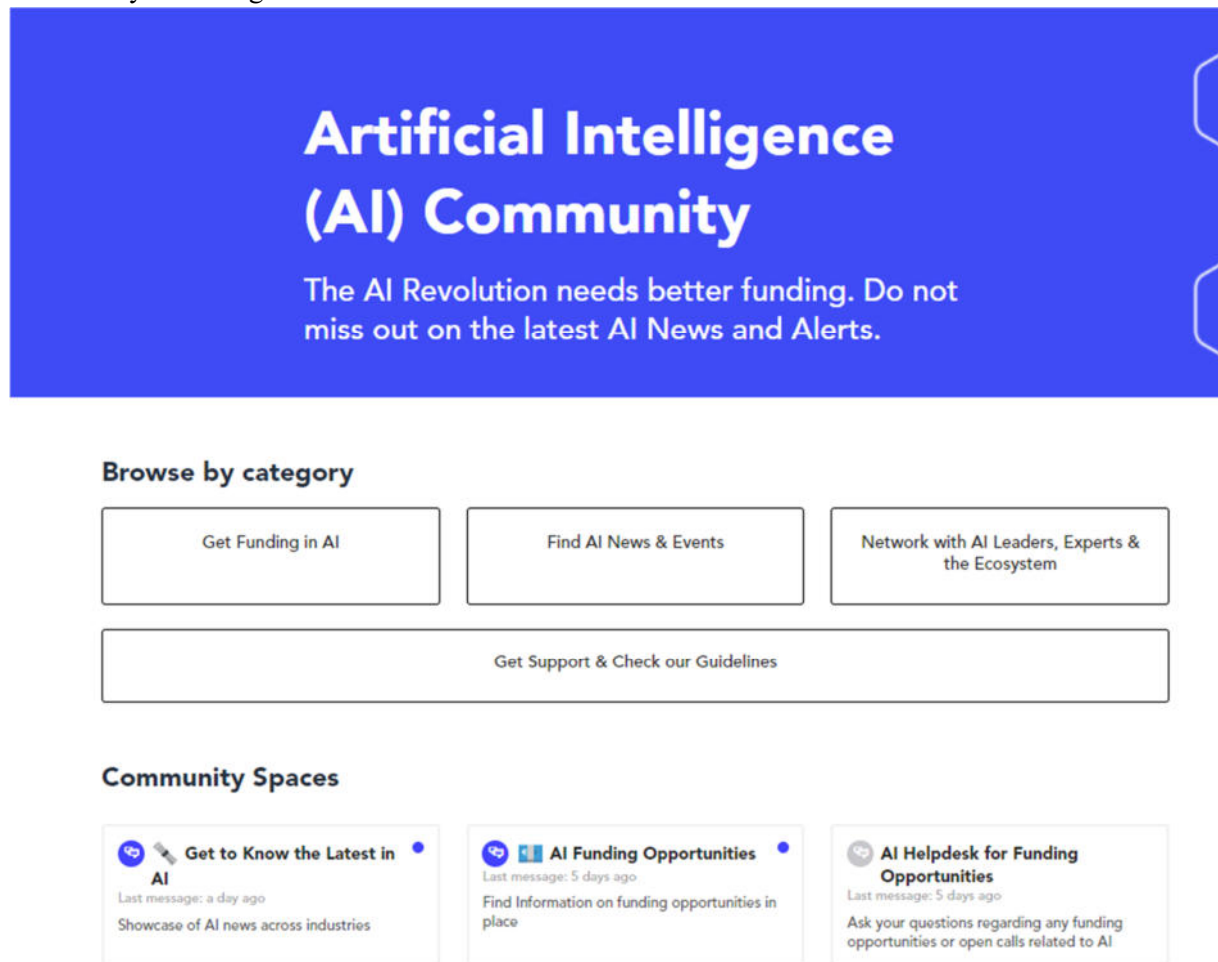 Artificial Intelligence
(AI) Community
The AI Revolution needs better funding. Do not
miss out on the latest AI News and Alerts.
Browse by category
Get Funding in AI
Find AI News & Events
Network with AI Leaders, Experts &
the Ecosystem
Get Support & Check our Guidelines
Community Spaces
Get to Know the Latest in
AI
Last message: a day ago
Showcase of AI news across industries
AI Funding Opportunities
Last message: 5 days ago
Find Information on funding opportunities in
place
AI Helpdesk for Funding
Opportunities
Last message: 5 days ago
Ask your questions regarding any funding
opportunities or open calls related to AI